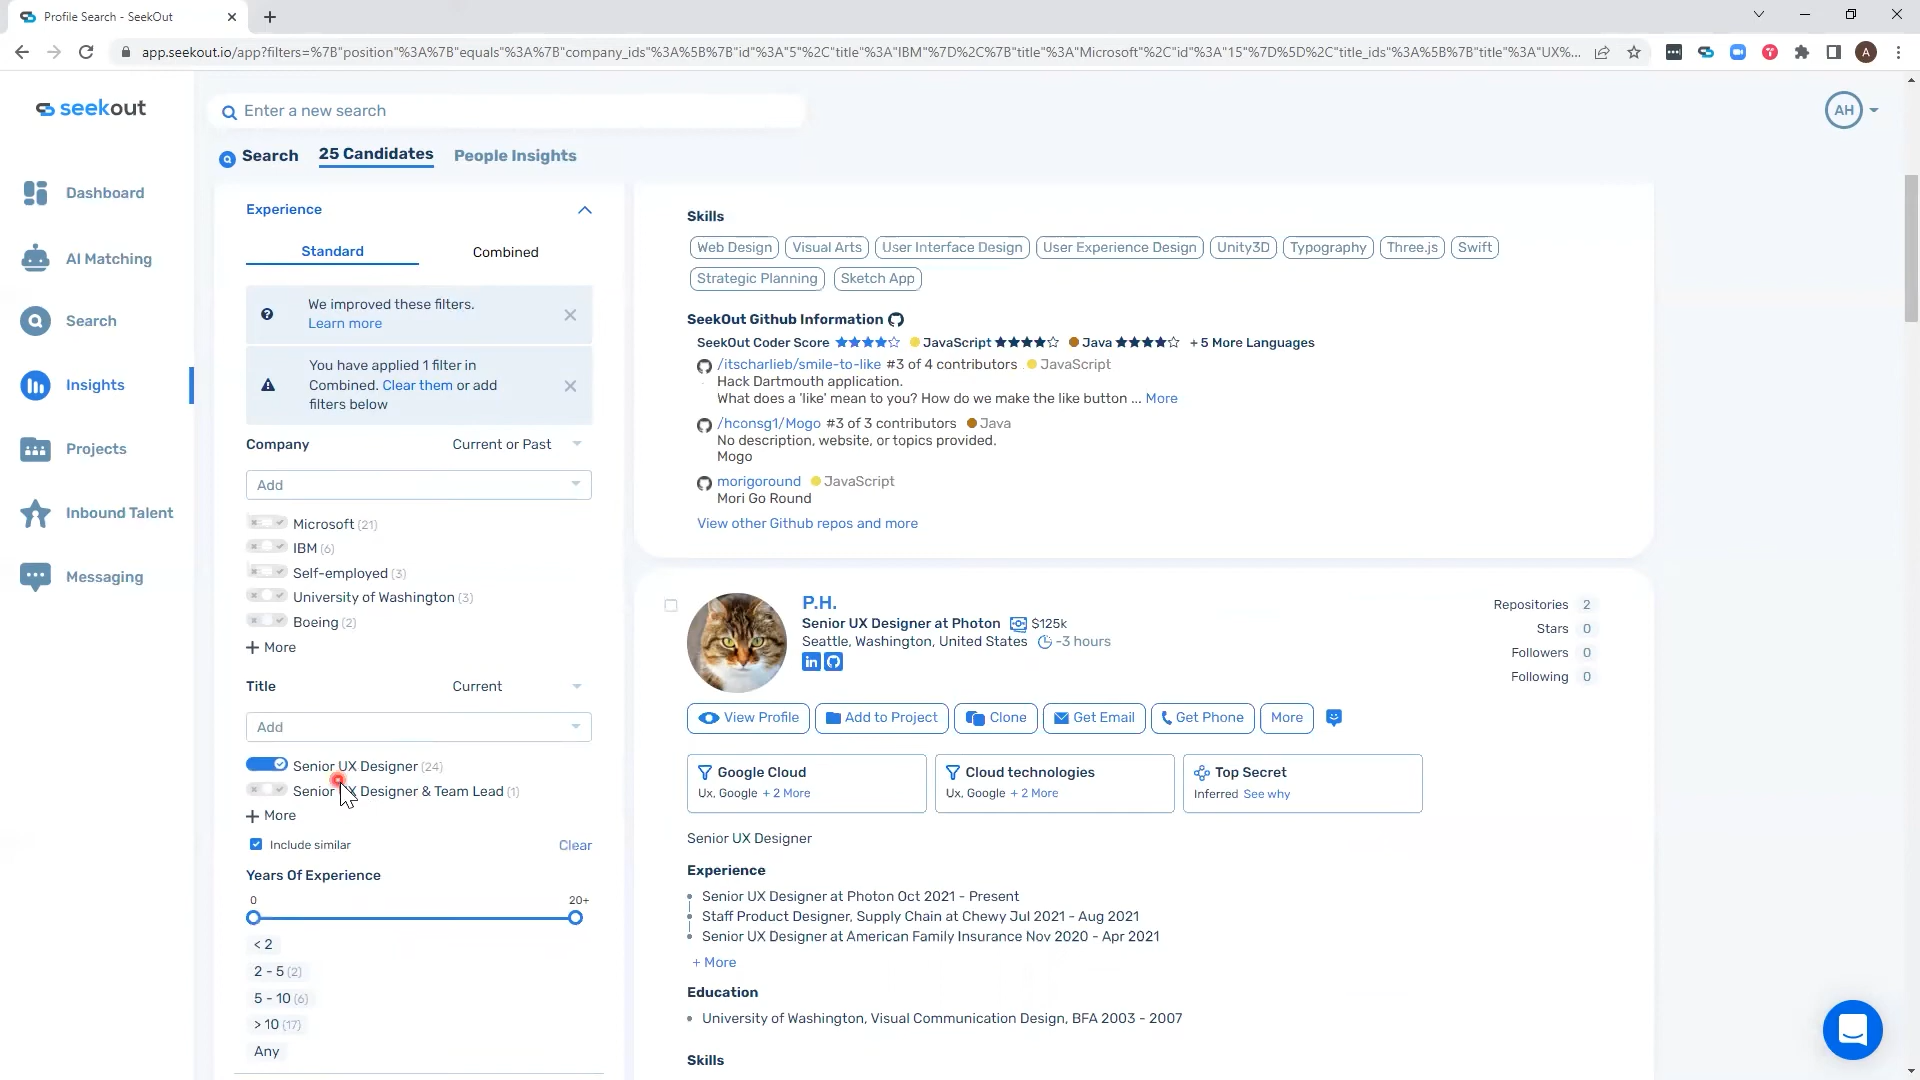 Profile Search - SeekOut
app.seekout.io/app?filters=%7B"position"%3A%7B"equals"%3A%7B"company_ids"%3A%5B%7B"id"%3A"5"%2C"title"%3A"IBM"%7D%2C%7B"title"%3A"Microsoft"%2C"id"%3A"15"%7D%5D%2C"title_ids"%3A%5B%7B"title"%3A"UX%...
A
seekout
Enter a new search
AH
Search
25 Candidates
People Insights
Dashboard
AI Matching
Search
Insights
Projects
Inbound Talent
Messaging
Experience
Standard
Combined
We improved these filters.
Learn more
You have applied 1 filter in
Combined. Clear them or add
filters below
Company
Current or Past
Add
Microsoft (21)
IBM (6)
Self-employed (3)
University of Washington (3)
Boeing (2)
+ More
Title
Current
Add
Senior UX Designer (24)
Senior UX Designer & Team Lead (1)
+ More
Include similar
Clear
Years Of Experience
0
20+
< 2
2 - 5 (2)
5 - 10 (6)
> 10 (17)
Any
Skills
Web Design
Visual Arts
User Interface Design
User Experience Design
Unity3D
Typography
Three.js
Swift
Strategic Planning
Sketch App
SeekOut Github Information
SeekOut Coder Score
JavaScript
Java
+ 5 More Languages
/itscharlieb/smile-to-like #3 of 4 contributors JavaScript
Hack Dartmouth application.
What does a 'like' mean to you? How do we make the like button ... More
/hconsg1/Mogo #3 of 3 contributors Java
No description, website, or topics provided.
Mogo
morigoround JavaScript
Mori Go Round
View other Github repos and more
P.H.
Senior UX Designer at Photon $125k
Seattle, Washington, United States -3 hours
in
Repositories 2
Stars 0
Followers 0
Following 0
View Profile
Add to Project
Clone
Get Email
Get Phone
More
Google Cloud
Ux, Google + 2 More
Cloud technologies
Ux, Google + 2 More
Top Secret
Inferred See why
Senior UX Designer
Experience
Senior UX Designer at Photon Oct 2021 - Present
Staff Product Designer, Supply Chain at Chewy Jul 2021 - Aug 2021
Senior UX Designer at American Family Insurance Nov 2020 - Apr 2021
+ More
Education
University of Washington, Visual Communication Design, BFA 2003 - 2007
Skills